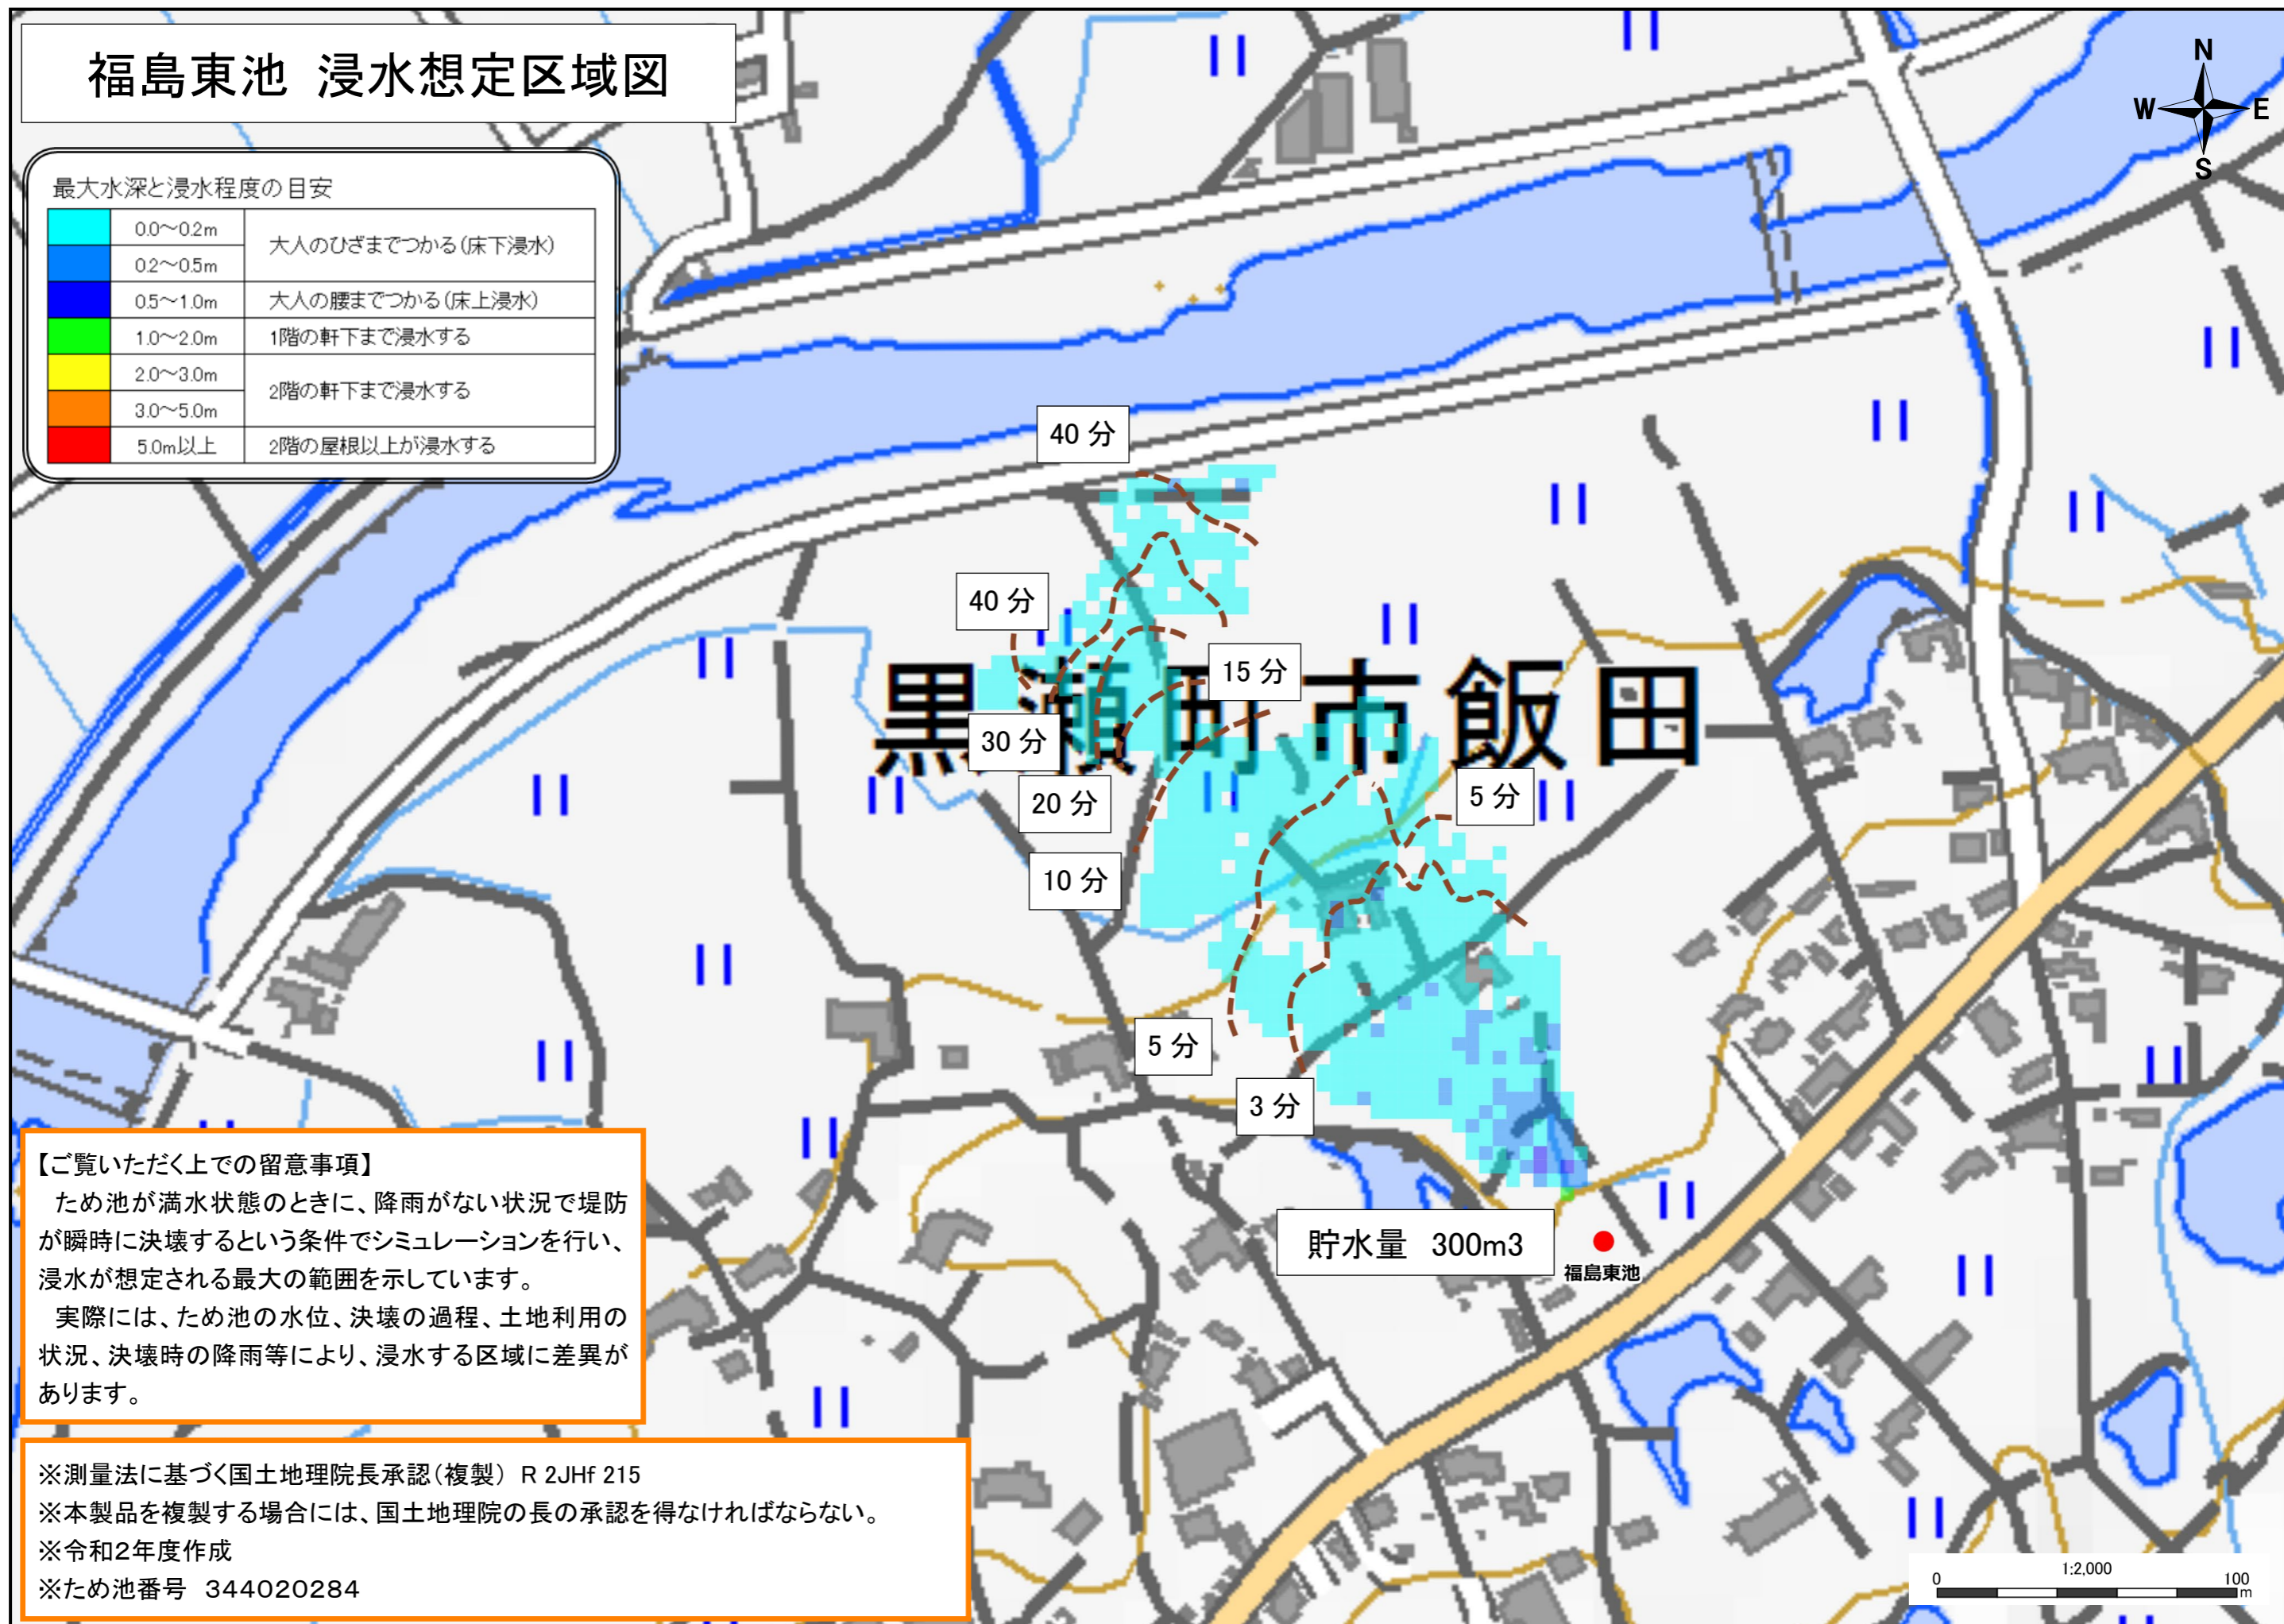 福島東池 浸水想定区域図
N
W E
S
最大水深と浸水程度の目安
0.0～0.2m
大人のひざまでつかる(床下浸水)
0.2～0.5m
0.5～1.0m 大人の腰までつかる(床上浸水)
1.0～2.0m 1階の軒下まで浸水する
2.0～3.0m
2階の軒下まで浸水する
3.0～5.0m
5.0m以上 2階の屋根以上が浸水する
40 分
40 分
15 分
黒瀬町市飯田
30 分
20 分
5 分
10 分
5 分
3 分
貯水量 300m3
福島東池
【ご覧いただく上での留意事項】
ため池が満水状態のときに、降雨がない状況で堤防
が瞬時に決壊するという条件でシミュレーションを行い、
浸水が想定される最大の範囲を示しています。
実際には、ため池の水位、決壊の過程、土地利用の
状況、決壊時の降雨等により、浸水する区域に差異が
あります。
※測量法に基づく国土地理院長承認(複製) R 2JHf 215
※本製品を複製する場合には、国土地理院の長の承認を得なければならない。
※令和2年度作成
※ため池番号 344020284
1:2,000
0 100
m